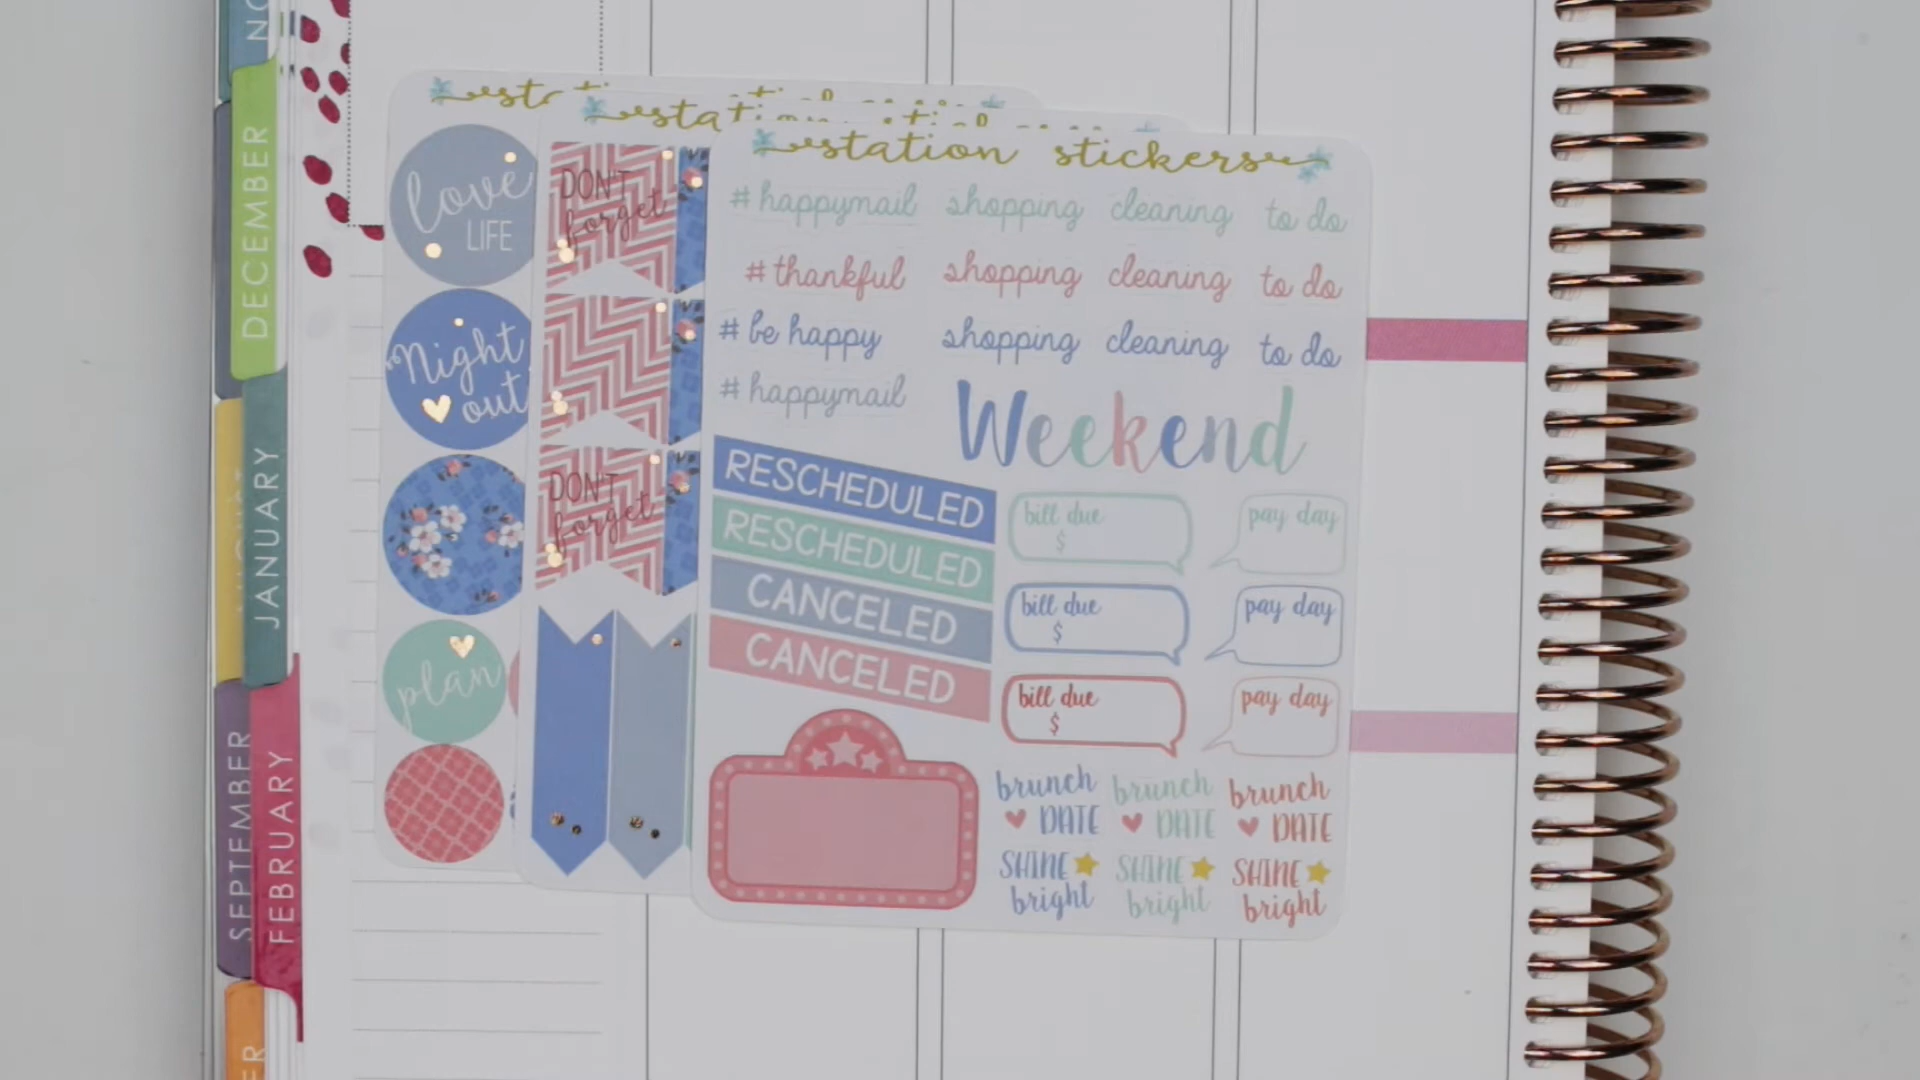 DECEMBER
JANUARY
SEPTEMBER
FEBRUARY
love
LIFE
Night
out
plan
DON'T
forget
DON'T
forget
station stickers
#happymail shopping cleaning to do
#thankful shopping cleaning to do
#be happy shopping cleaning to do
#happymail
Weekend
RESCHEDULED
RESCHEDULED
CANCELED
CANCELED
bill due
$
pay day
bill due
$
pay day
bill due
$
pay day
brunch
DATE
brunch
DATE
brunch
DATE
SHINE
bright
SHINE
bright
SHINE
bright